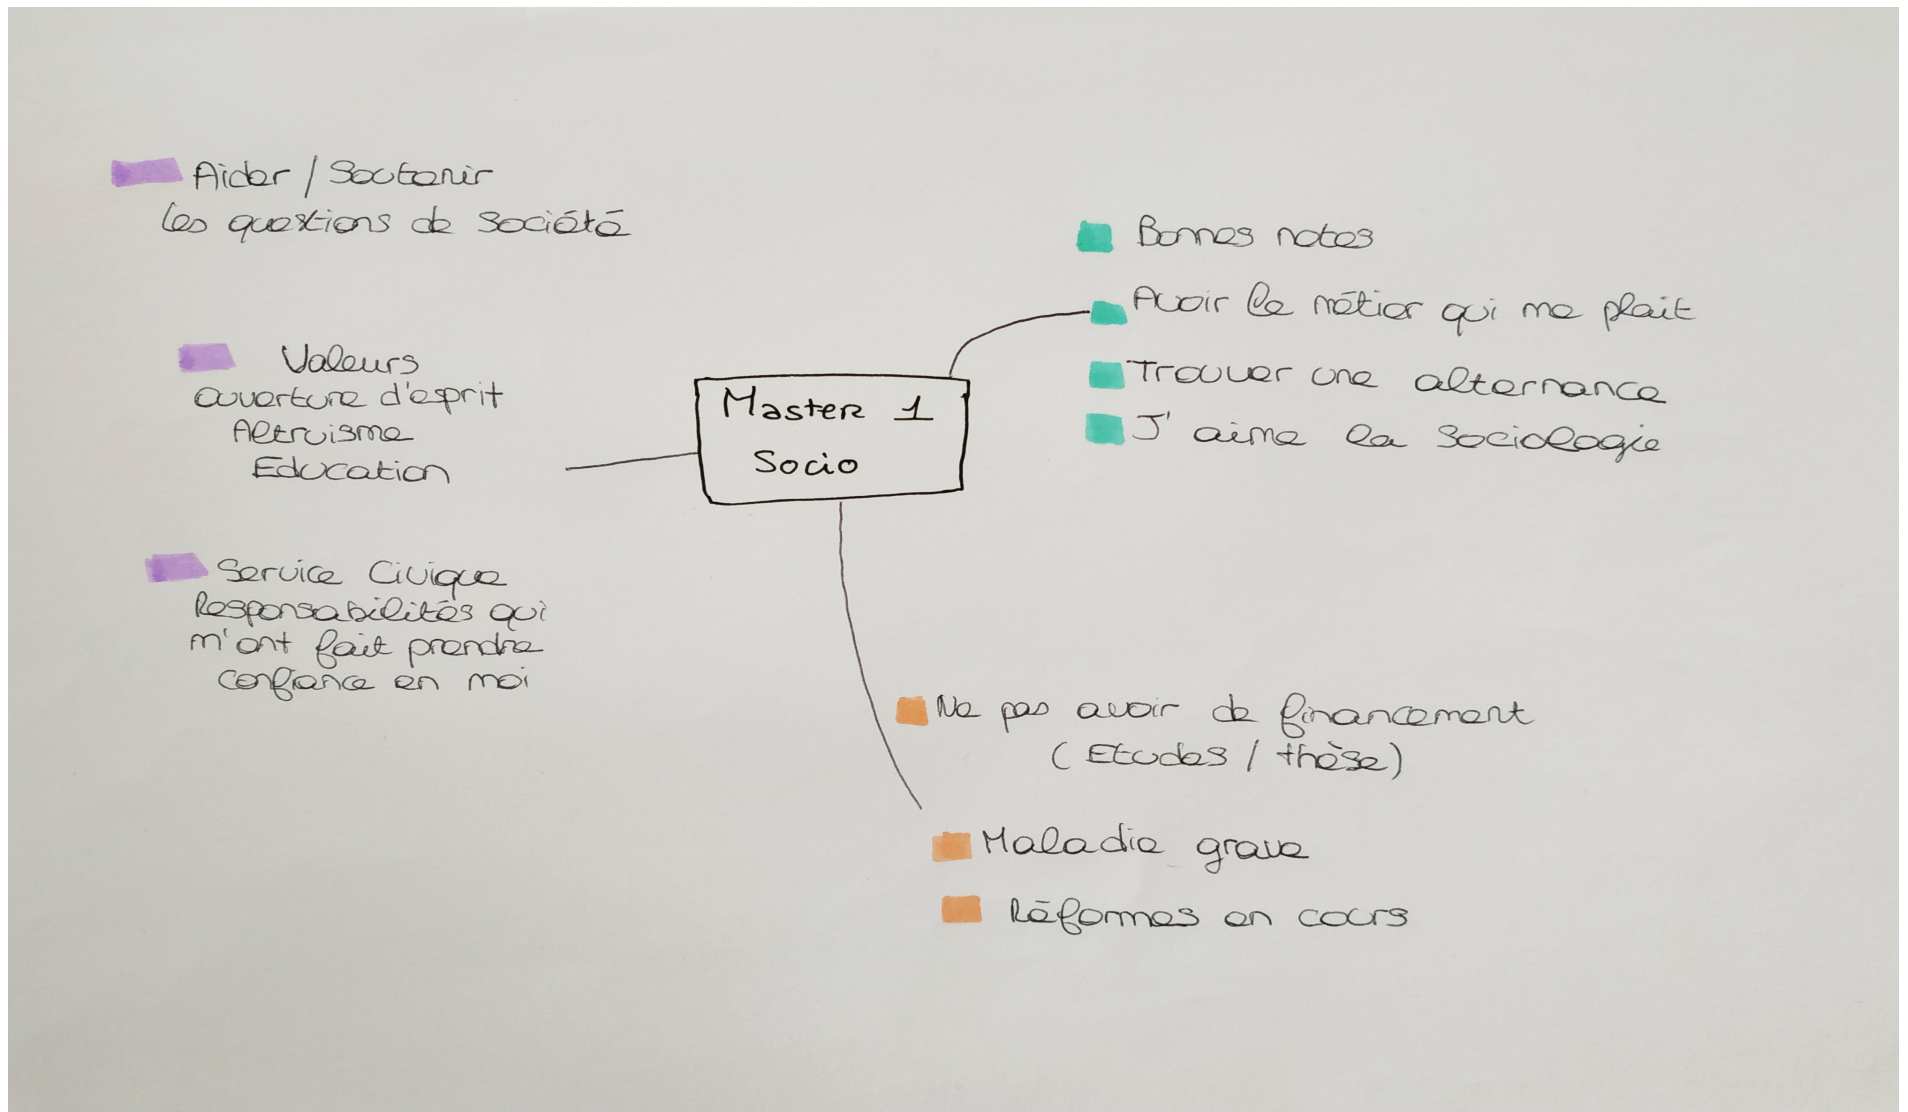 Aider / Soutenir
les questions de société
Valeurs
Ouverture d'esprit
Altruisme
Education
Service Civique
Responsabilités qui
m'ont fait prendre
confiance en moi
Master 1
Socio
Bonnes notes
Avoir le métier qui me plait
Trouver une alternance
J'aime la sociologie
Ne pas avoir de financement
(Etudes / thèse)
Maladie grave
Réformes en cours